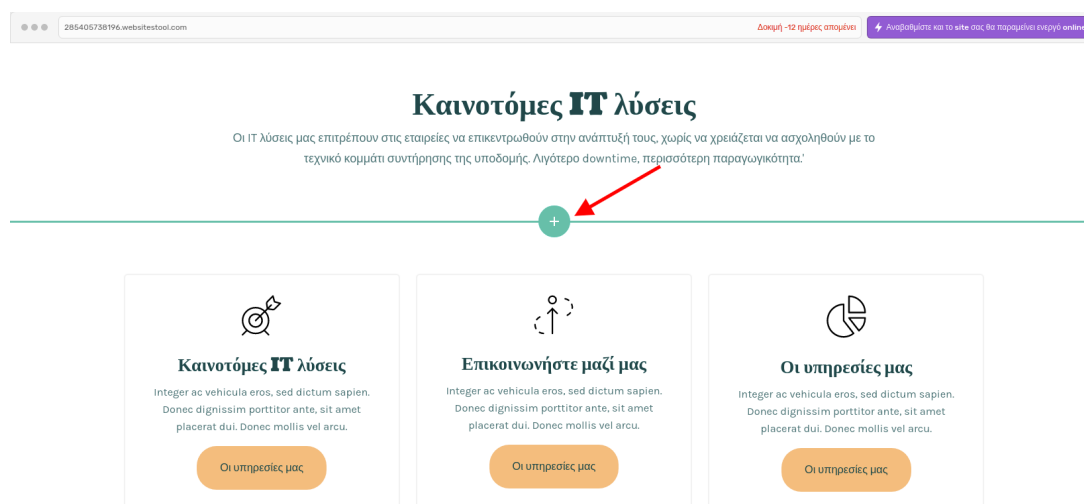 285405738196.websitestool.com
Δοκιμή -12 ημέρες απομένει
Αναβαθμίστε και το site σας θα παραμείνει ενεργό online
Καινοτόμες IT λύσεις
Οι IT λύσεις μας επιτρέπουν στις εταιρείες να επικεντρωθούν στην ανάπτυξή τους, χωρίς να χρειάζεται να ασχοληθούν με το
τεχνικό κομμάτι συντήρησης της υποδομής. Λιγότερο downtime, περισσότερη παραγωγικότητα.'
Καινοτόμες IT λύσεις
Integer ac vehicula eros, sed dictum sapien.
Donec dignissim porttitor ante, sit amet
placerat dui. Donec mollis vel arcu.
Οι υπηρεσίες μας
Επικοινωνήστε μαζί μας
Integer ac vehicula eros, sed dictum sapien.
Donec dignissim porttitor ante, sit amet
placerat dui. Donec mollis vel arcu.
Οι υπηρεσίες μας
Οι υπηρεσίες μας
Integer ac vehicula eros, sed dictum sapien.
Donec dignissim porttitor ante, sit amet
placerat dui. Donec mollis vel arcu.
Οι υπηρεσίες μας